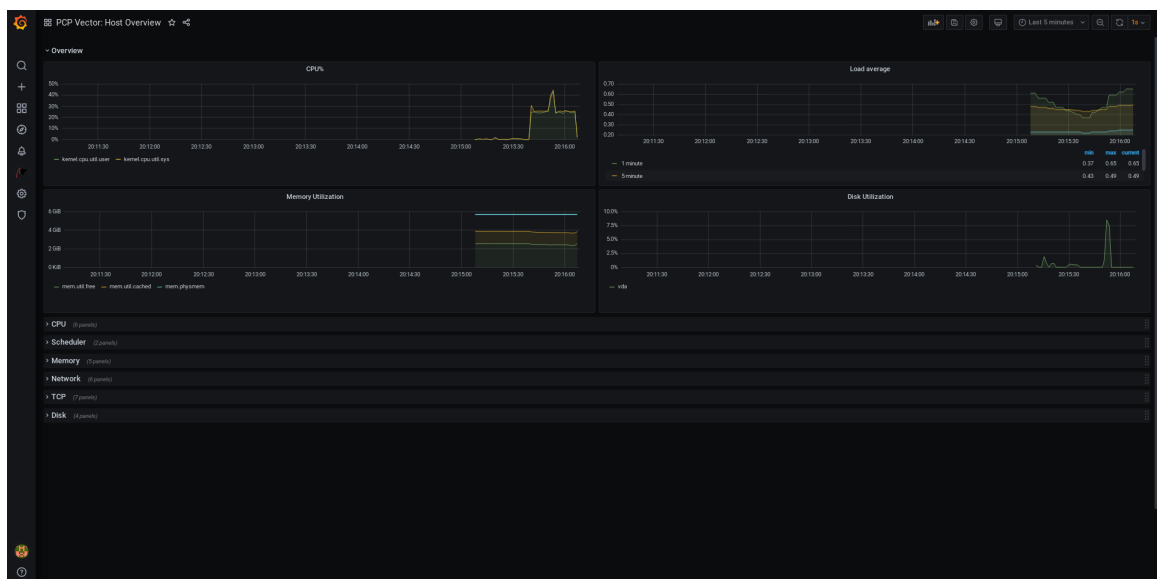 PCP Vector: Host Overview
Last 5 minutes
1s
Overview
CPU%
50%
40%
30%
20%
10%
0%
20:11:30 20:12:00 20:12:30 20:13:00 20:13:30 20:14:00 20:14:30 20:15:00 20:15:30 20:16:00
kernel.cpu.util.user kernel.cpu.util.sys
Load average
0.70
0.60
0.50
0.40
0.30
0.20
20:11:30 20:12:00 20:12:30 20:13:00 20:13:30 20:14:00 20:14:30 20:15:00 20:15:30 20:16:00
min max current
1 minute 0.37 0.65 0.65
5 minute 0.43 0.49 0.49
Memory Utilization
6 GiB
4 GiB
2 GiB
0 KiB
20:11:30 20:12:00 20:12:30 20:13:00 20:13:30 20:14:00 20:14:30 20:15:00 20:15:30 20:16:00
mem.util.free mem.util.cached mem.physmem
Disk Utilization
10.0%
7.5%
5.0%
2.5%
0%
20:11:30 20:12:00 20:12:30 20:13:00 20:13:30 20:14:00 20:14:30 20:15:00 20:15:30 20:16:00
vda
CPU (6 panels)
Scheduler (2 panels)
Memory (5 panels)
Network (6 panels)
TCP (7 panels)
Disk (4 panels)